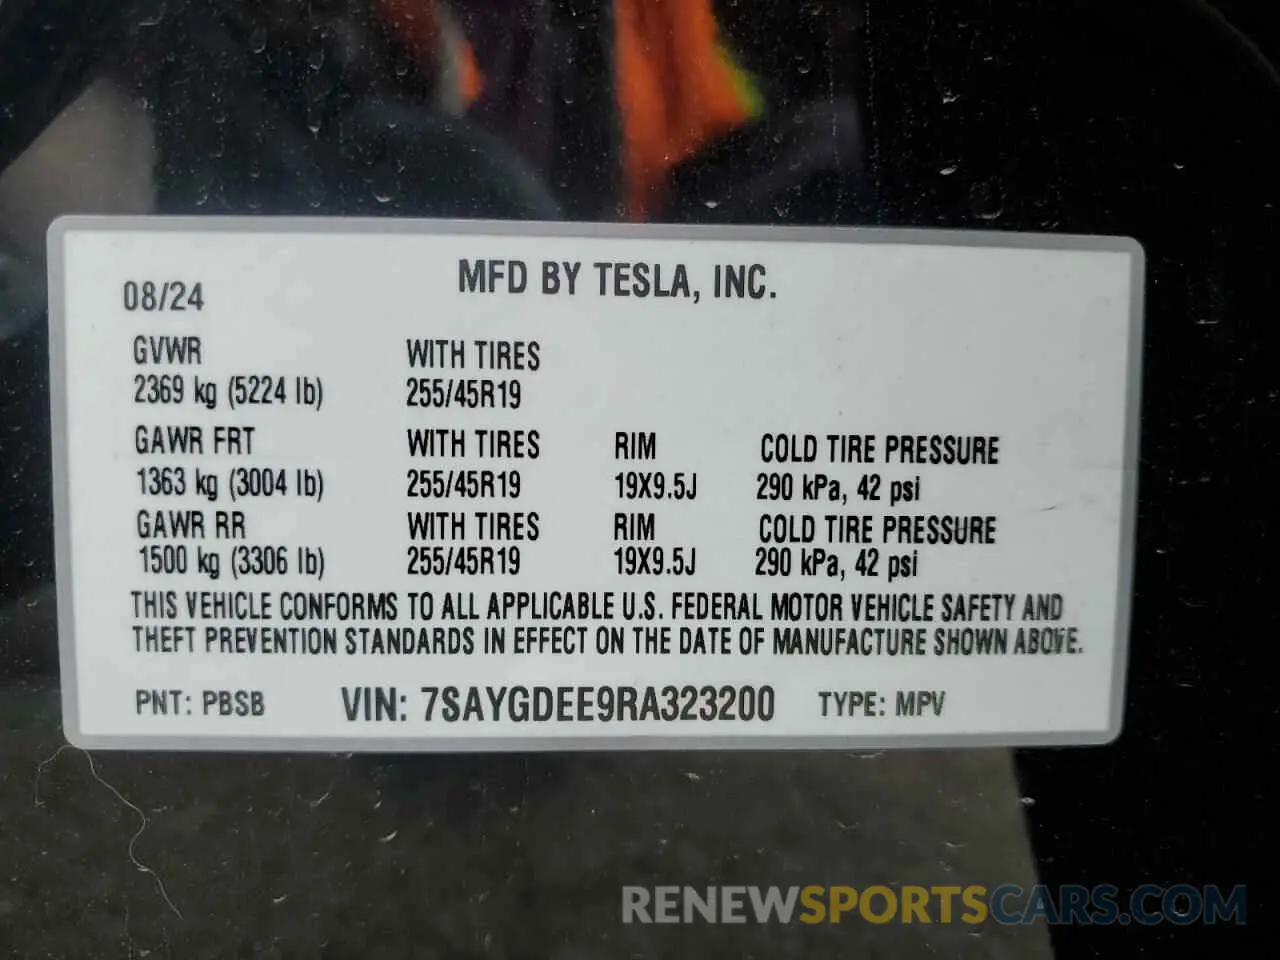 MFD BY TESLA, INC.
08/24
GVWR WITH TIRES
2369 kg (5224 lb) 255/45R19
GAWR FRT WITH TIRES RIM COLD TIRE PRESSURE
1363 kg (3004 lb) 255/45R19 19X9.5J 290 kPa, 42 psi
GAWR RR WITH TIRES RIM COLD TIRE PRESSURE
1500 kg (3306 lb) 255/45R19 19X9.5J 290 kPa, 42 psi
THIS VEHICLE CONFORMS TO ALL APPLICABLE U.S. FEDERAL MOTOR VEHICLE SAFETY AND
THEFT PREVENTION STANDARDS IN EFFECT ON THE DATE OF MANUFACTURE SHOWN ABOVE.
PNT: PBSB VIN: 7SAYGDEE9RA323200 TYPE: MPV
RENEWSPORTSCARS.COM